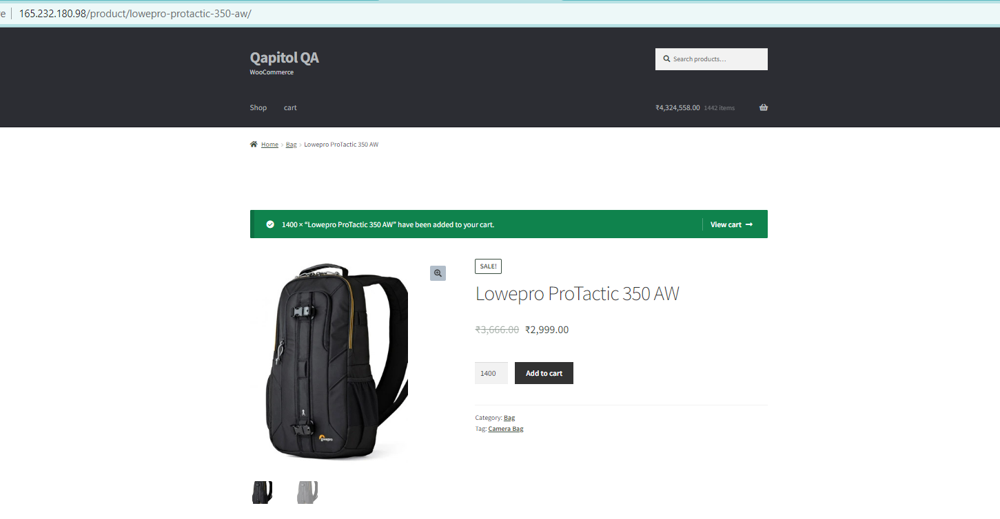 165.232.180.98/product/lowepro-protactic-350-aw/
Qapitol QA
WooCommerce
Search products…
Shop cart
₹4,324,558.00 1442 items
Home › Bag › Lowepro ProTactic 350 AW
1400 × “Lowepro ProTactic 350 AW” have been added to your cart.
View cart →
SALE!
Lowepro ProTactic 350 AW
₹3,666.00 ₹2,999.00
1400 Add to cart
Category: Bag
Tag: Camera Bag
lowepro